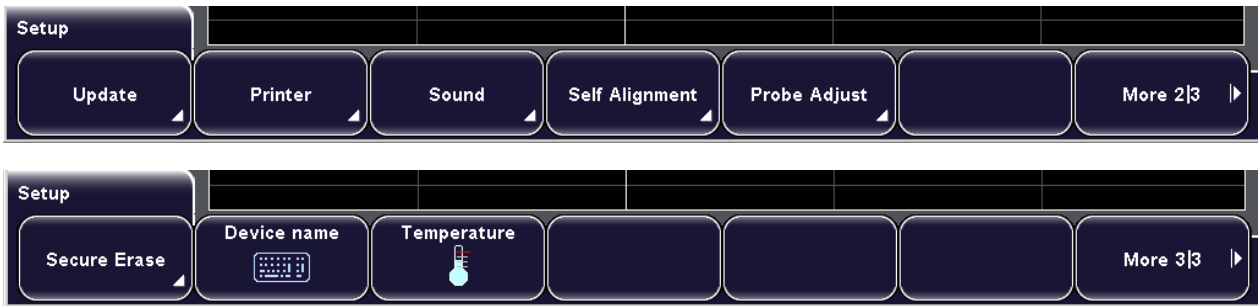 Setup
Update
Printer
Sound
Self Alignment
Probe Adjust
More 2|3
Setup
Secure Erase
Device name
Temperature
More 3|3